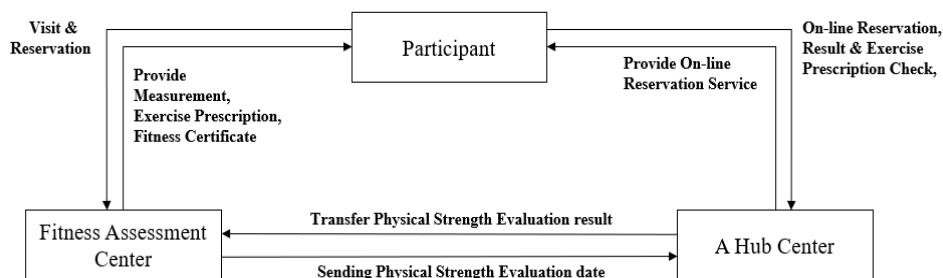 Visit &
Reservation
Participant
On-line Reservation,
Result & Exercise
Prescription Check,
Provide
Measurement,
Exercise Prescription,
Fitness Certificate
Provide On-line
Reservation Service
Fitness Assessment
Center
Transfer Physical Strength Evaluation result
Sending Physical Strength Evaluation date
A Hub Center